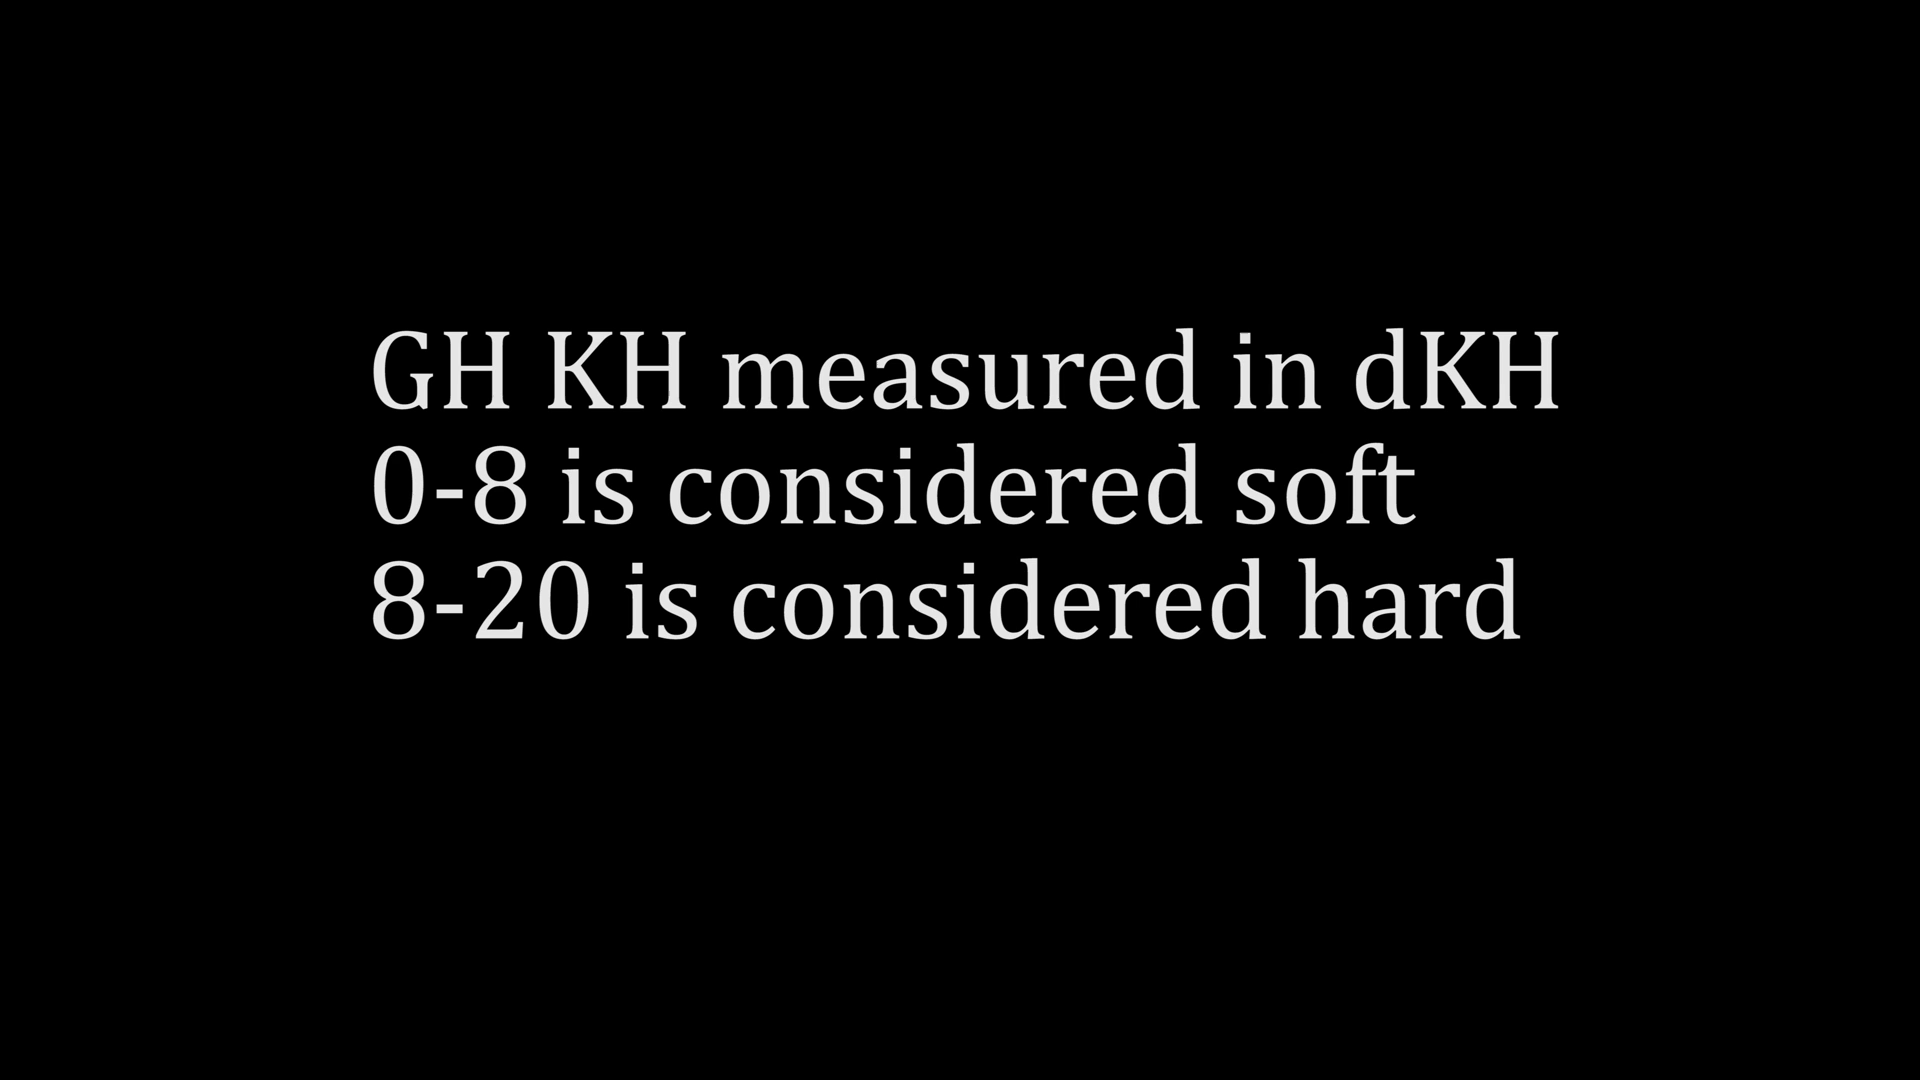 GH KH measured in dKH
0-8 is considered soft
8-20 is considered hard